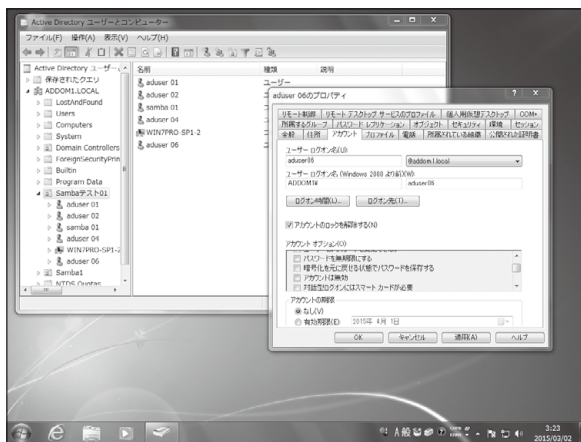 Active Directory ユーザーとコンピューター
ファイル(F) 操作(A) 表示(V) ヘルプ(H)
Active Directory ユーザー
保存されたクエリ
ADDOM1.LOCAL
LostAndFound
Users
Computers
System
Domain Controllers
ForeignSecurityPrin
Builtin
Program Data
Sambaテスト01
aduser 01
aduser 02
samba 01
aduser 04
WIN7PRO-SP1-2
aduser 06
Samba1
NTDS Quotas
名前 種類 説明
aduser 01 ユーザー
aduser 02
samba 01
aduser 04
WIN7PRO-SP1-2
aduser 06
aduser 06のプロパティ
リモート制御 リモート デスクトップ サービスのプロファイル 個人用仮想デスクトップ COM+
所属するグループ パスワード レプリケーション オブジェクト セキュリティ 環境 セッション
全般 住所 アカウント プロファイル 電話 所属されている組織 公開された証明書
ユーザー ログオン名(U):
aduser06 @addom1.local
ユーザー ログオン名 (Windows 2000 より前)(W):
ADDOM1¥ aduser06
ログオン時間(L)... ログオン先(T)...
アカウントのロックを解除する(N)
アカウント オプション(O):
パスワードを無期限にする
暗号化を元に戻せる状態でパスワードを保存する
アカウントは無効
対話型ログオンにはスマート カードが必要
アカウントの期限
なし(V)
有効期限(E): 2015年 4月 1日
OK キャンセル 適用(A) ヘルプ
A 般
3:23
2015/03/02